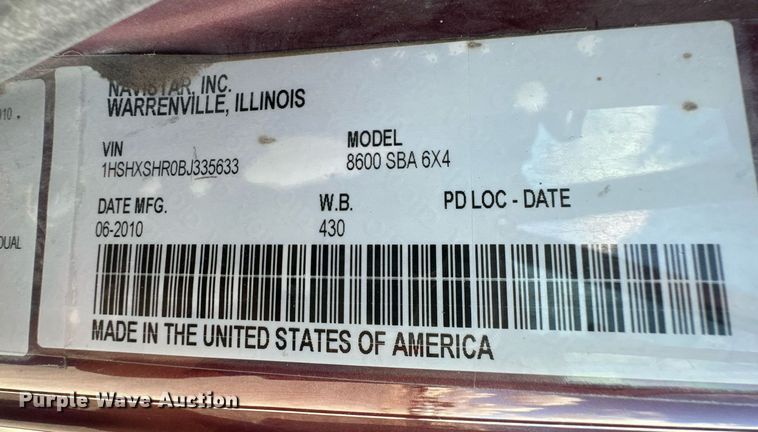 NAVISTAR, INC.
WARRENVILLE, ILLINOIS
VIN
1HSHXSHR0BJ335633
MODEL
8600 SBA 6X4
DATE MFG.
06-2010
W.B.
430
PD LOC - DATE
MADE IN THE UNITED STATES OF AMERICA
DUAL
Purple Wave Auction